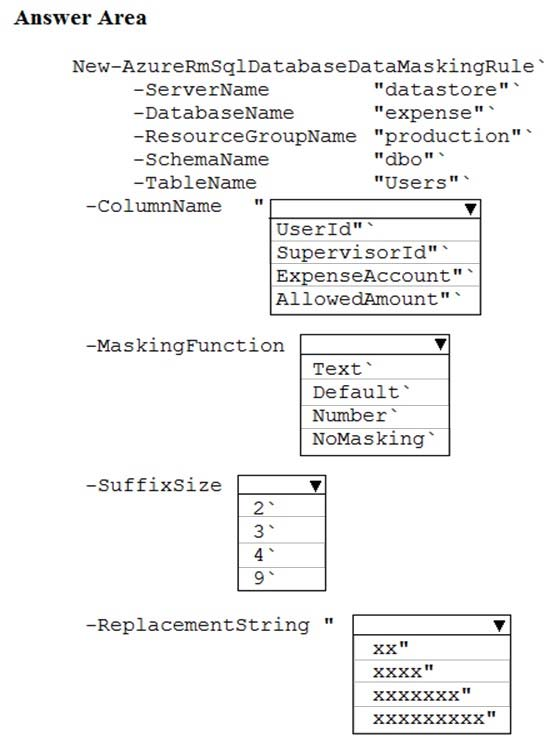 Answer Area
New-AzureRmSqlDatabaseDataMaskingRule`
-ServerName "datastore"`
-DatabaseName "expense"`
-ResourceGroupName "production"`
-SchemaName "dbo"`
-TableName "Users"`
-ColumnName "
UserId"`
SupervisorId"`
ExpenseAccount"`
AllowedAmount"`
-MaskingFunction
Text`
Default`
Number`
NoMasking`
-SuffixSize
2`
3`
4`
9`
-ReplacementString "
xx"
xxxx"
xxxxxxx"
xxxxxxxxx"